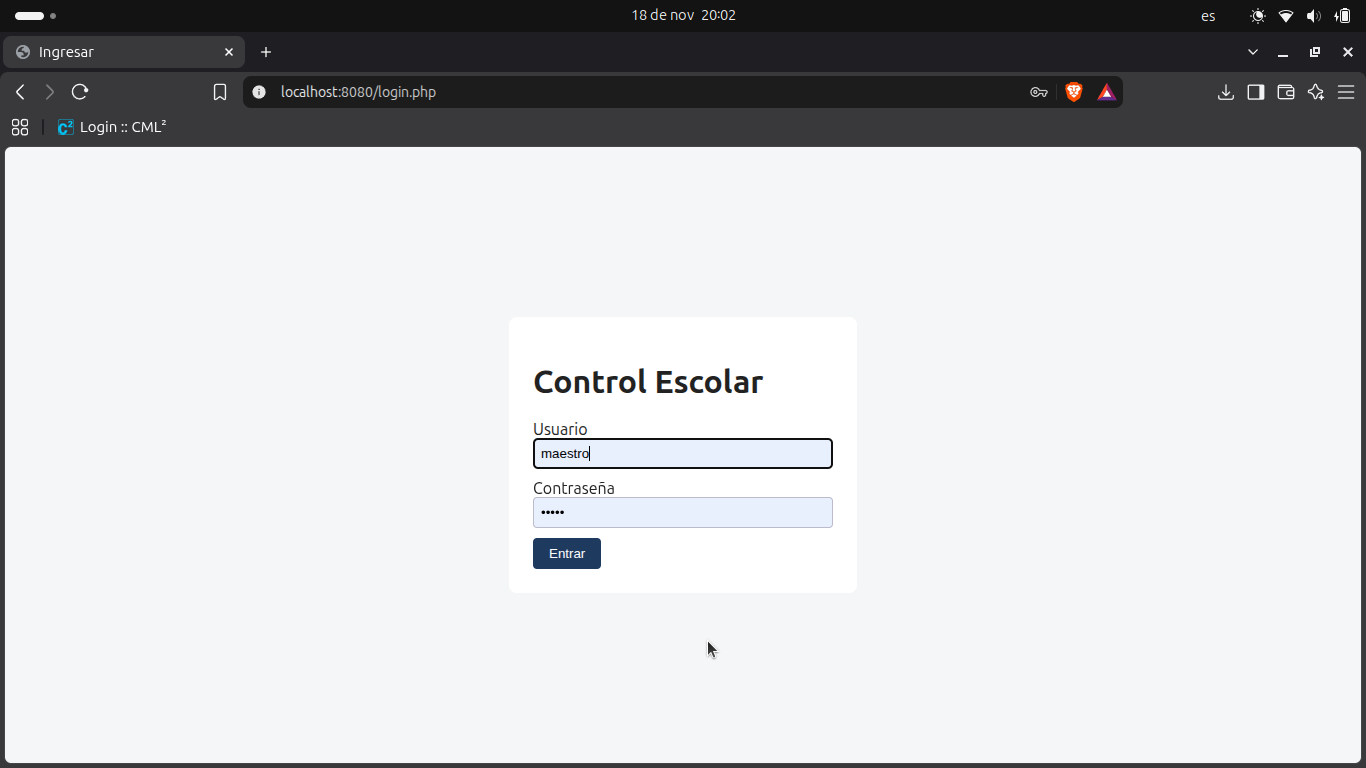 18 de nov 20:02
es
Ingresar
localhost:8080/login.php
C² Login :: CML²
Control Escolar
Usuario
maestro
Contraseña
•••••
Entrar